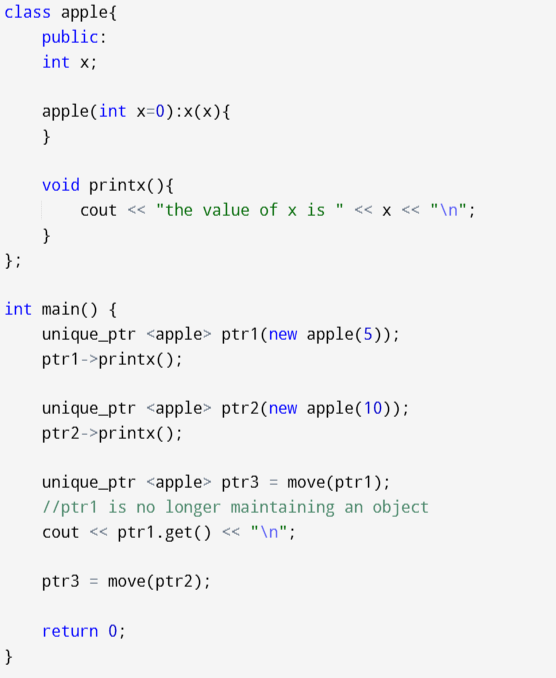 class apple{
    public:
    int x;

    apple(int x=0):x(x){
    }

    void printx(){
        cout << "the value of x is " << x << "\n";
    }
};

int main() {
    unique_ptr <apple> ptr1(new apple(5));
    ptr1->printx();

    unique_ptr <apple> ptr2(new apple(10));
    ptr2->printx();

    unique_ptr <apple> ptr3 = move(ptr1);
    //ptr1 is no longer maintaining an object
    cout << ptr1.get() << "\n";

    ptr3 = move(ptr2);

    return 0;
}